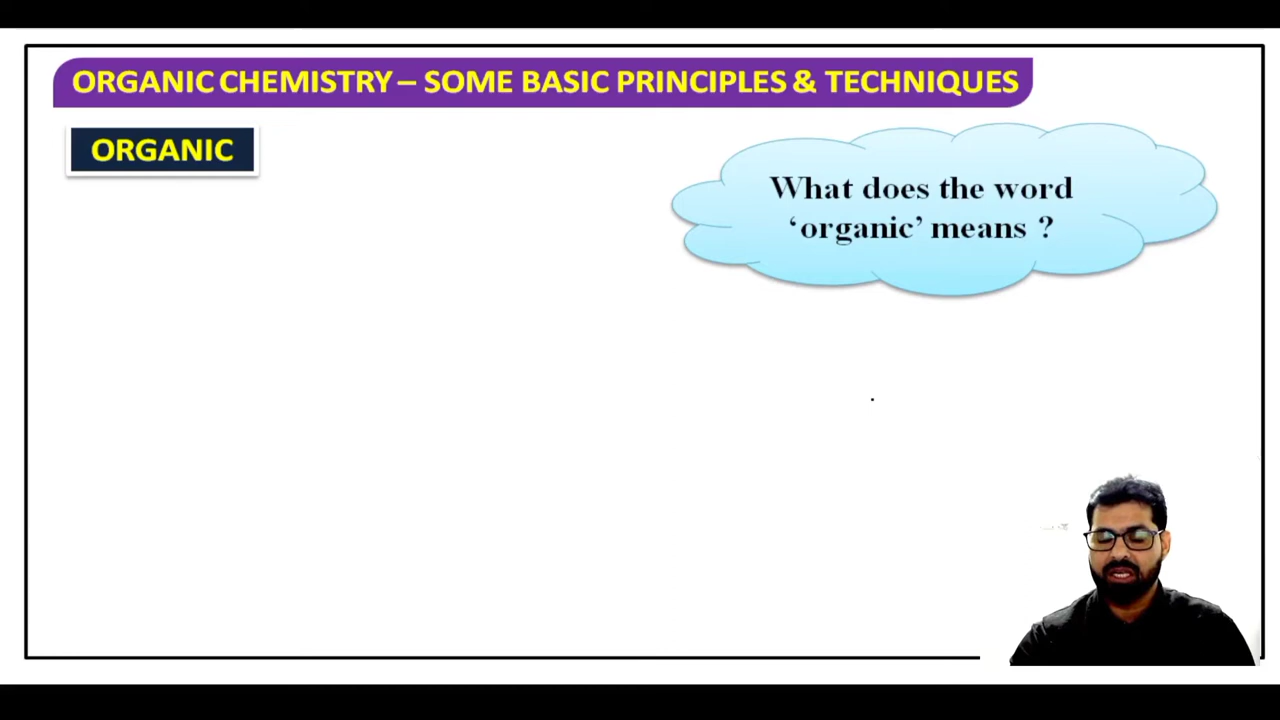 ORGANIC CHEMISTRY – SOME BASIC PRINCIPLES & TECHNIQUES
ORGANIC
What does the word
‘organic’ means ?